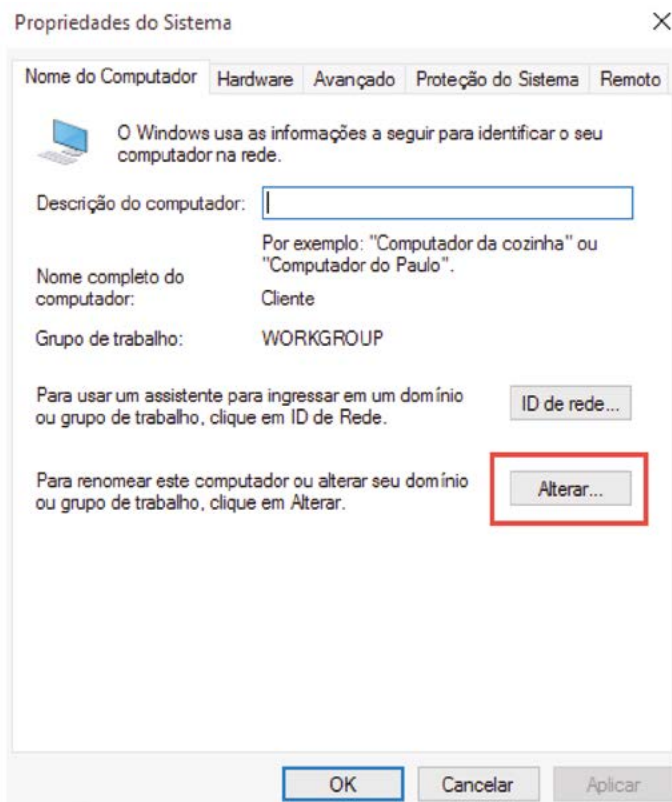 Propriedades do Sistema
Nome do Computador Hardware Avançado Proteção do Sistema Remoto
O Windows usa as informações a seguir para identificar o seu
computador na rede.
Descrição do computador:
Por exemplo: "Computador da cozinha" ou
"Computador do Paulo".
Nome completo do
computador: Cliente
Grupo de trabalho: WORKGROUP
Para usar um assistente para ingressar em um domínio
ou grupo de trabalho, clique em ID de Rede.
ID de rede...
Para renomear este computador ou alterar seu domínio
ou grupo de trabalho, clique em Alterar.
Alterar...
OK Cancelar Aplicar